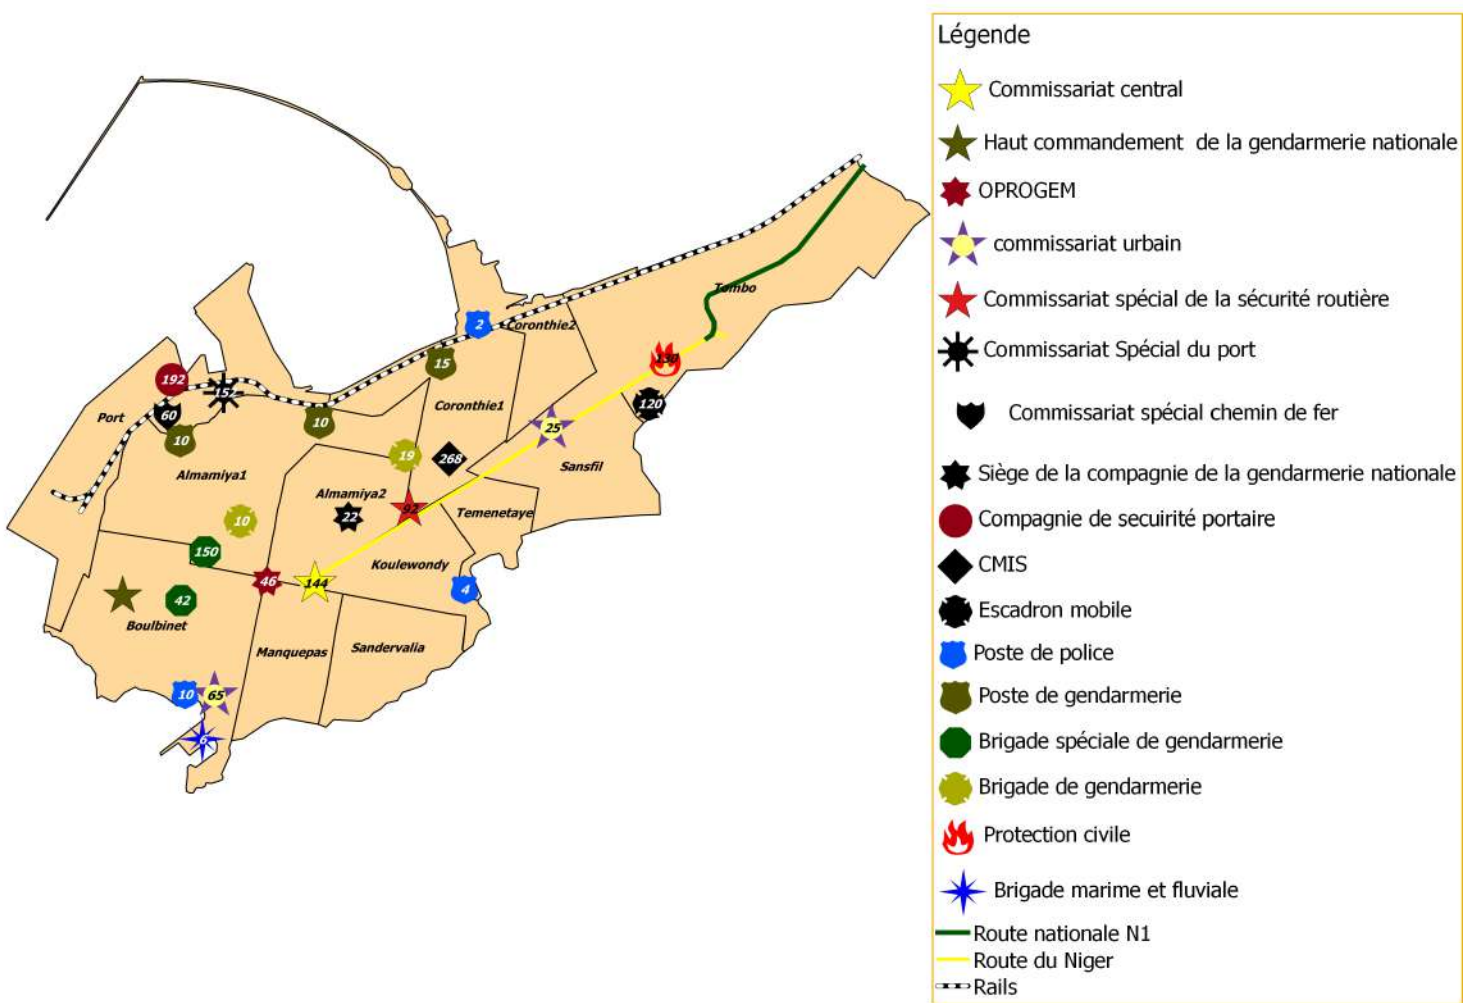 Légende
Commissariat central
Haut commandement de la gendarmerie nationale
OPROGEM
commissariat urbain
Commissariat spécial de la sécurité routière
Commissariat Spécial du port
Commissariat spécial chemin de fer
Siège de la compagnie de la gendarmerie nationale
Compagnie de secuirité portaire
CMIS
Escadron mobile
Poste de police
Poste de gendarmerie
Brigade spéciale de gendarmerie
Brigade de gendarmerie
Protection civile
Brigade marime et fluviale
Route nationale N1
Route du Niger
Rails
Tombo
2
Coronthie2
15
130
192
152
Port
60
10
10
Coronthie1
120
25
Almamiya1
19
268
Sansfil
Almamiya2
22
92
Temenetaye
10
150
Koulewondy
46
144
4
42
Boulbinet
Manquepas
Sandervalia
10
65
6